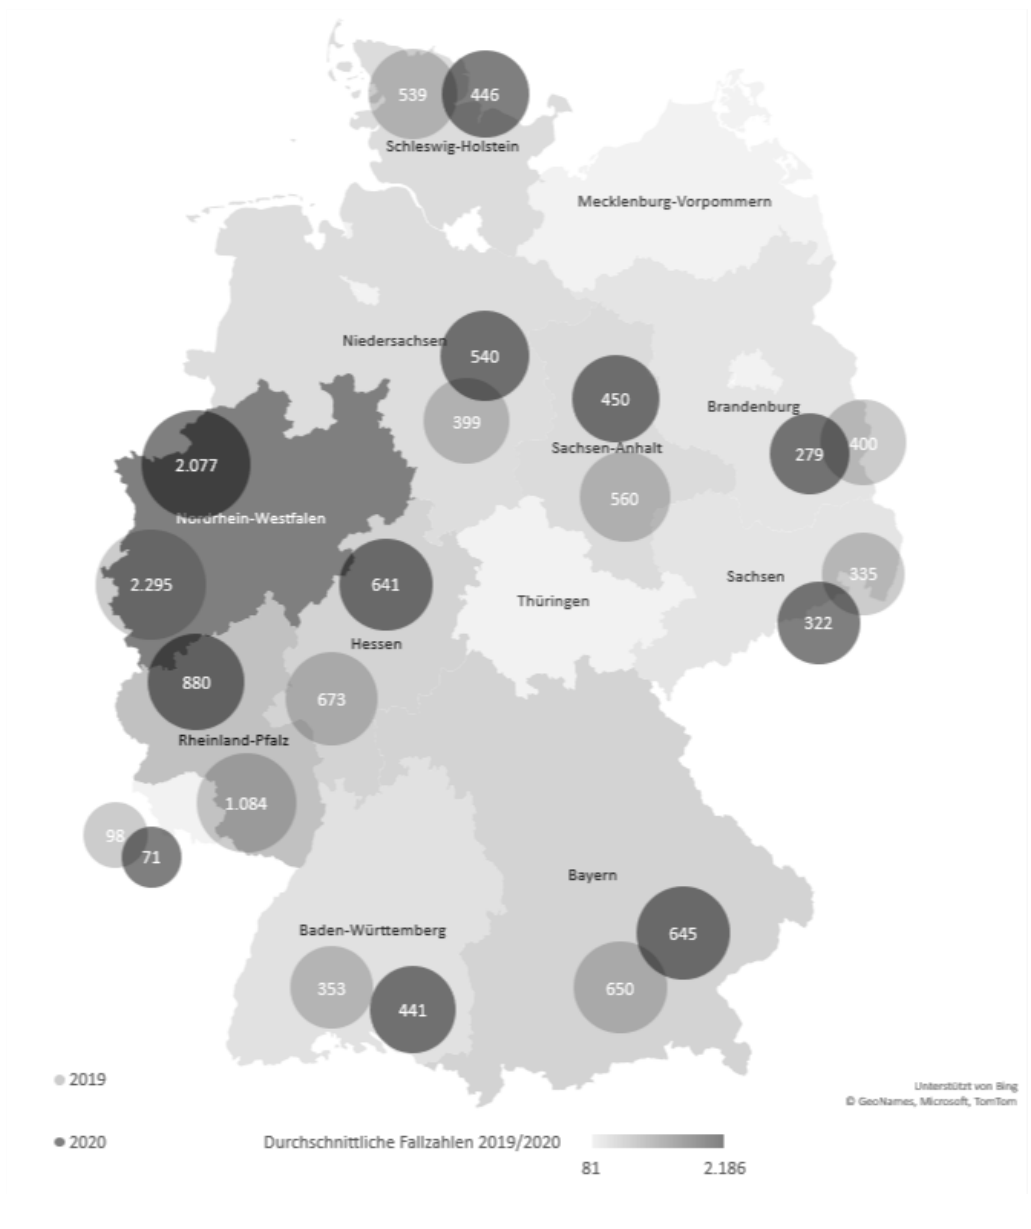 539
446
Schleswig-Holstein
Mecklenburg-Vorpommern
Niedersachsen
540
399
450
Sachsen-Anhalt
560
Brandenburg
279
400
2.077
Nordrhein-Westfalen
2.295
641
Hessen
673
Thüringen
Sachsen
335
322
880
Rheinland-Pfalz
1.084
98
71
Bayern
645
650
Baden-Württemberg
353
441
2019
2020
Durchschnittliche Fallzahlen 2019/2020
81
2.186
Unterstützt von Bing
© GeoNames, Microsoft, TomTom